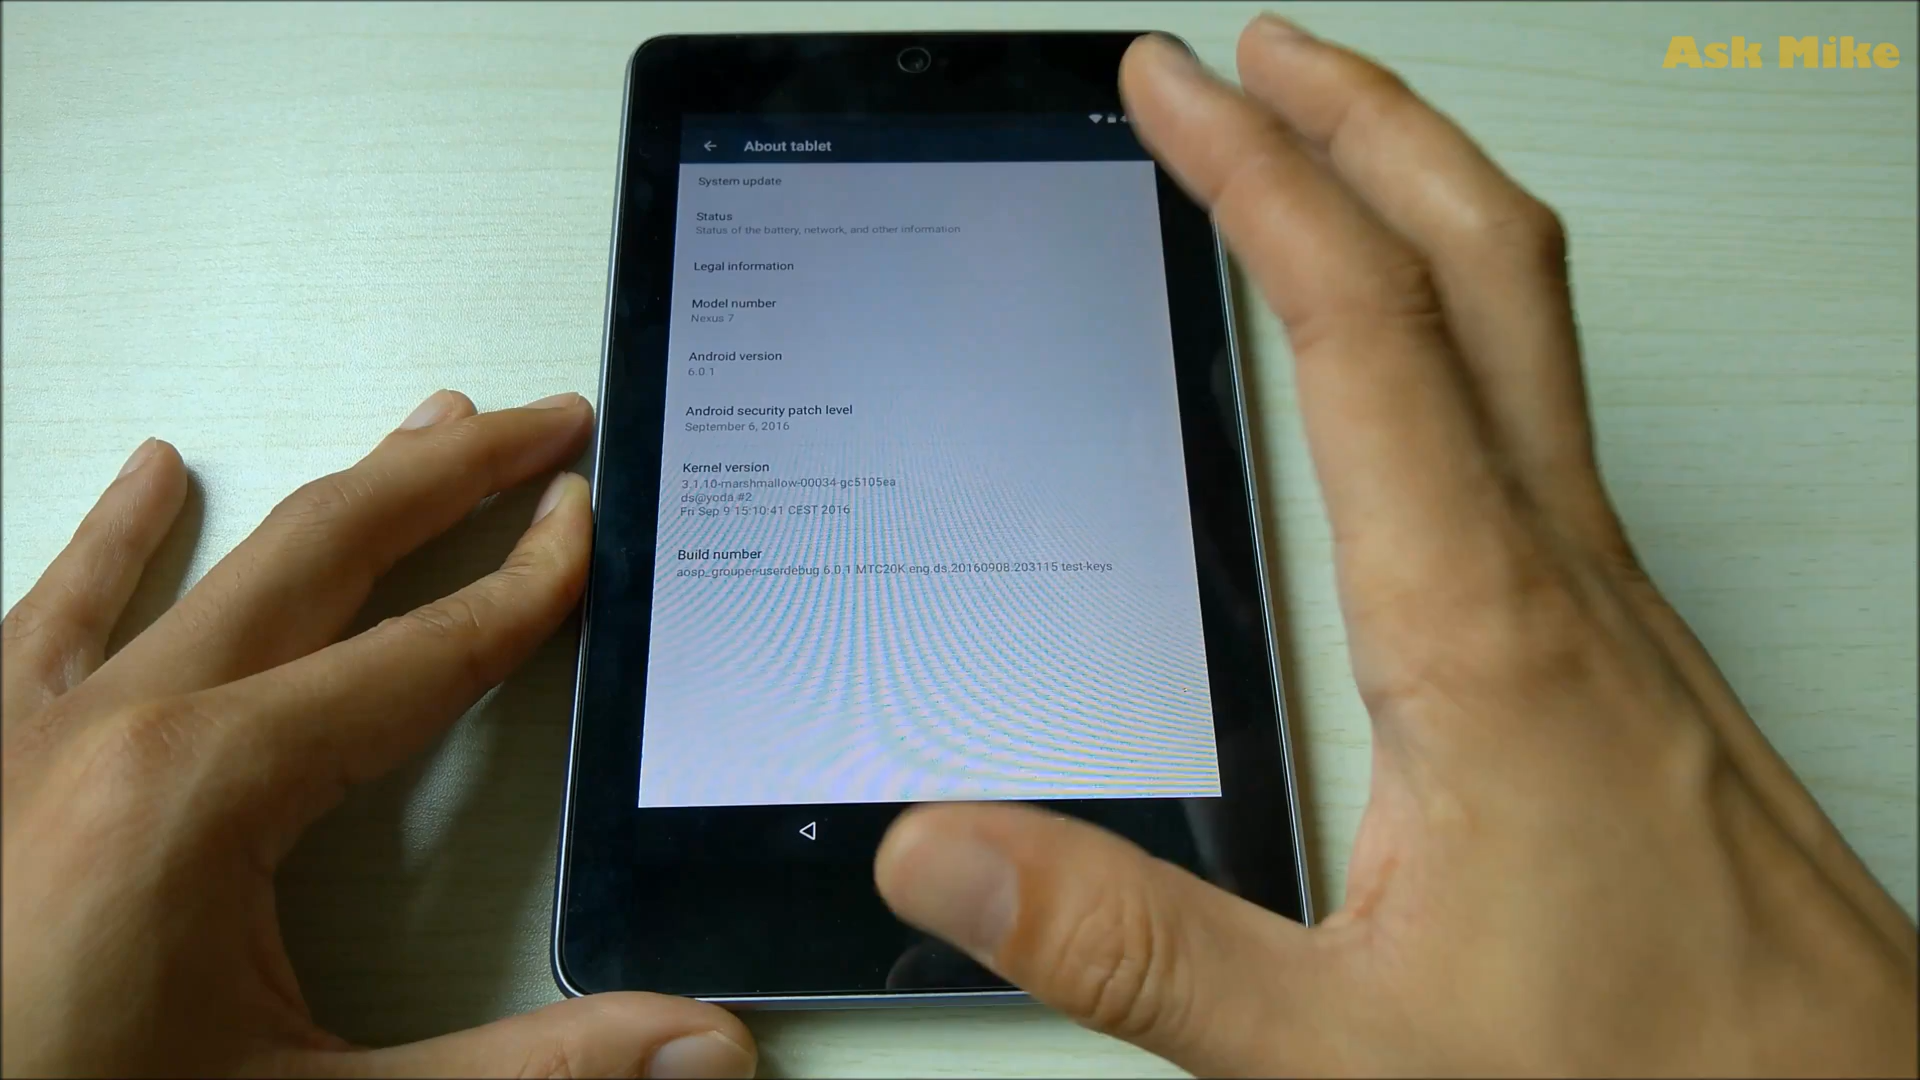 Ask Mike
About tablet
System update
Status
Status of the battery, network, and other information
Legal information
Model number
Nexus 7
Android version
6.0.1
Android security patch level
September 6, 2016
Kernel version
3.1.10-marshmallow-00034-gc5105ea
ds@yoda #2
Fri Sep 9 15:10:41 CEST 2016
Build number
aosp_grouper-userdebug 6.0.1 MTC20K eng.ds.20160908.203115 test-keys